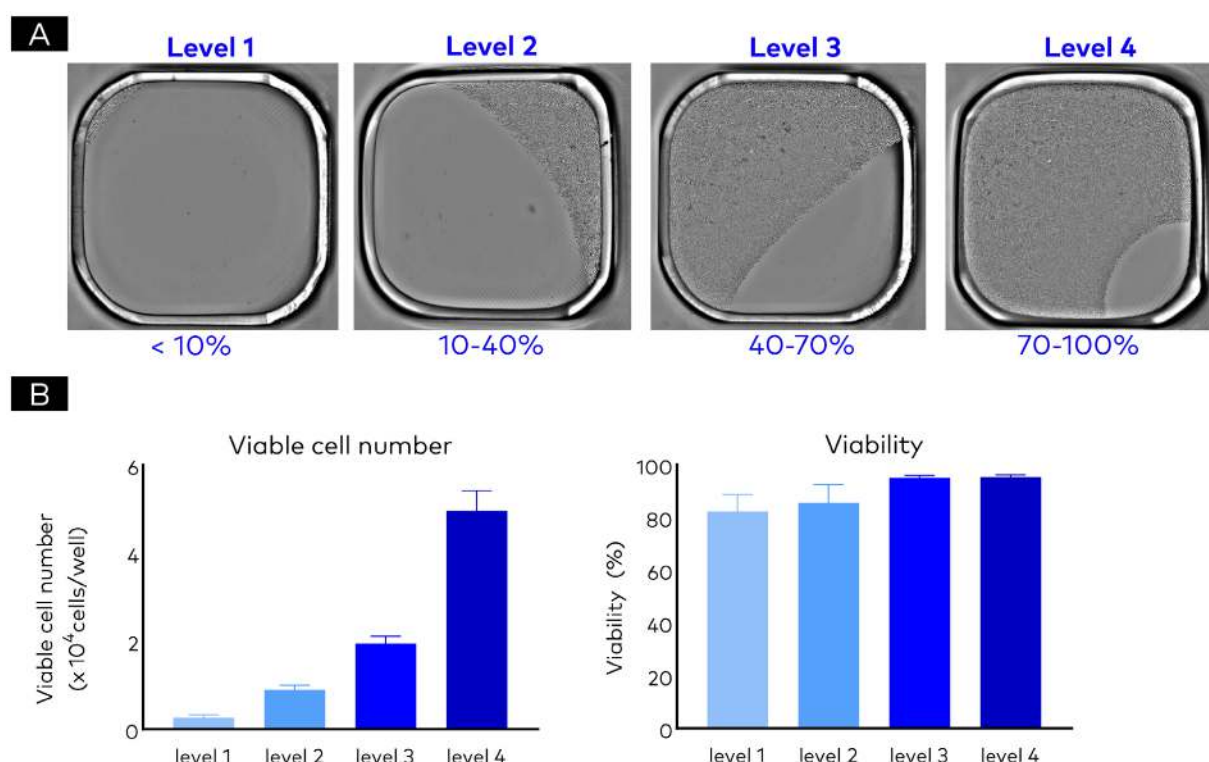 A
Level 1
Level 2
Level 3
Level 4
< 10%
10-40%
40-70%
70-100%
B
Viable cell number
Viable cell number
(x 10⁴ cells/well)
6
4
2
0
level 1
level 2
level 3
level 4
Viability
Viability (%)
100
80
60
40
20
0
level 1
level 2
level 3
level 4